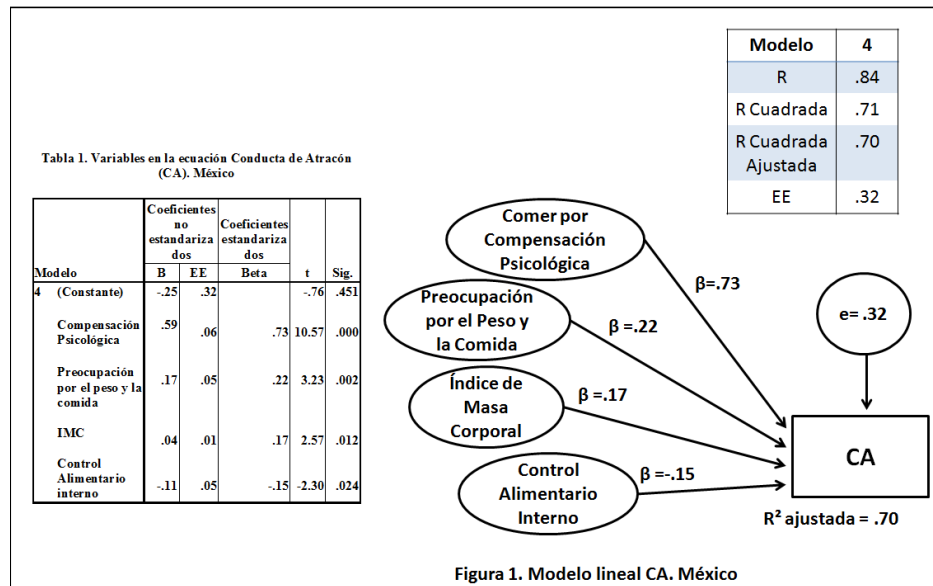 Modelo 4
R .84
R Cuadrada .71
R Cuadrada .70
Ajustada
EE .32
Tabla 1. Variables en la ecuación Conducta de Atracón
(CA). México
Coeficientes
no
estandariza
dos
Coeficientes
estandariza
dos
Modelo B EE Beta t Sig.
4 (Constante) -.25 .32 -.76 .451
Compensación
Psicológica
.59 .06 .73 10.57 .000
Preocupación
por el peso y la
comida
.17 .05 .22 3.23 .002
IMC .04 .01 .17 2.57 .012
Control
Alimentario
interno
-.11 .05 -.15 -2.30 .024
Comer por
Compensación
Psicológica
β=.73
Preocupación
por el Peso y
la Comida
β =.22
Índice de
Masa
Corporal
β =.17
Control
Alimentario
Interno
β=-.15
e= .32
CA
R² ajustada = .70
Figura 1. Modelo lineal CA. México